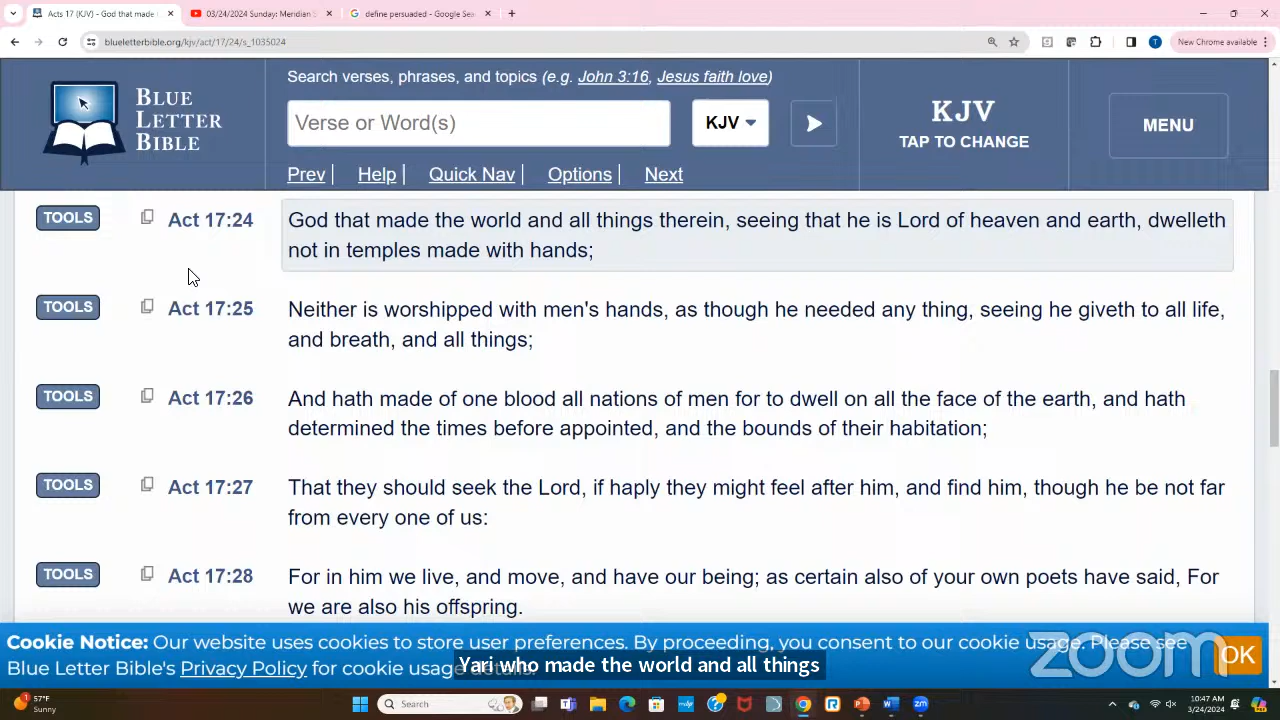 Acts 17 (KJV) - God that made
03/24/2024 Sunday: Meridian S
define persuaded - Google Sea
blueletterbible.org/kjv/act/17/24/s_1035024
New Chrome available
BLUE
LETTER
BIBLE
Search verses, phrases, and topics (e.g. John 3:16, Jesus faith love)
Verse or Word(s)
KJV
KJV
TAP TO CHANGE
MENU
Prev | Help | Quick Nav | Options | Next
TOOLS Act 17:24 God that made the world and all things therein, seeing that he is Lord of heaven and earth, dwelleth
not in temples made with hands;
TOOLS Act 17:25 Neither is worshipped with men's hands, as though he needed any thing, seeing he giveth to all life,
and breath, and all things;
TOOLS Act 17:26 And hath made of one blood all nations of men for to dwell on all the face of the earth, and hath
determined the times before appointed, and the bounds of their habitation;
TOOLS Act 17:27 That they should seek the Lord, if haply they might feel after him, and find him, though he be not far
from every one of us:
TOOLS Act 17:28 For in him we live, and move, and have our being; as certain also of your own poets have said, For
we are also his offspring.
Cookie Notice: Our website uses cookies to store user preferences. By proceeding, you consent to our cookie usage. Please see
Blue Letter Bible's Privacy Policy for cookie usage details.
OK
zoom
Yari who made the world and all things
57°F
Sunny
Search
10:47 AM
3/24/2024